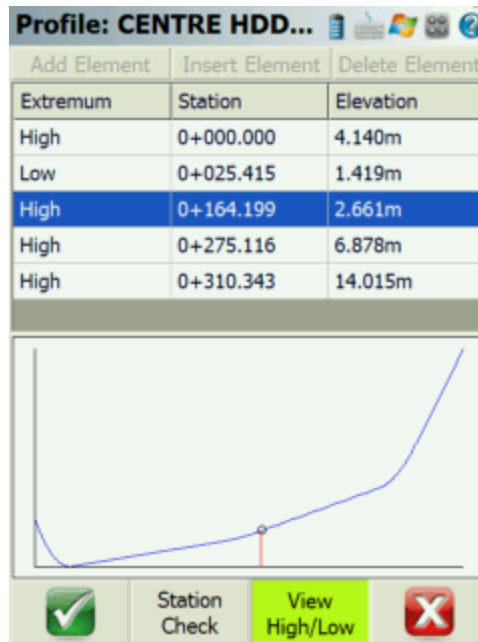 Profile: CENTRE HDD...
Add Element Insert Element Delete Element
Extremum Station Elevation
High 0+000.000 4.140m
Low 0+025.415 1.419m
High 0+164.199 2.661m
High 0+275.116 6.878m
High 0+310.343 14.015m
Station View
Check High/Low